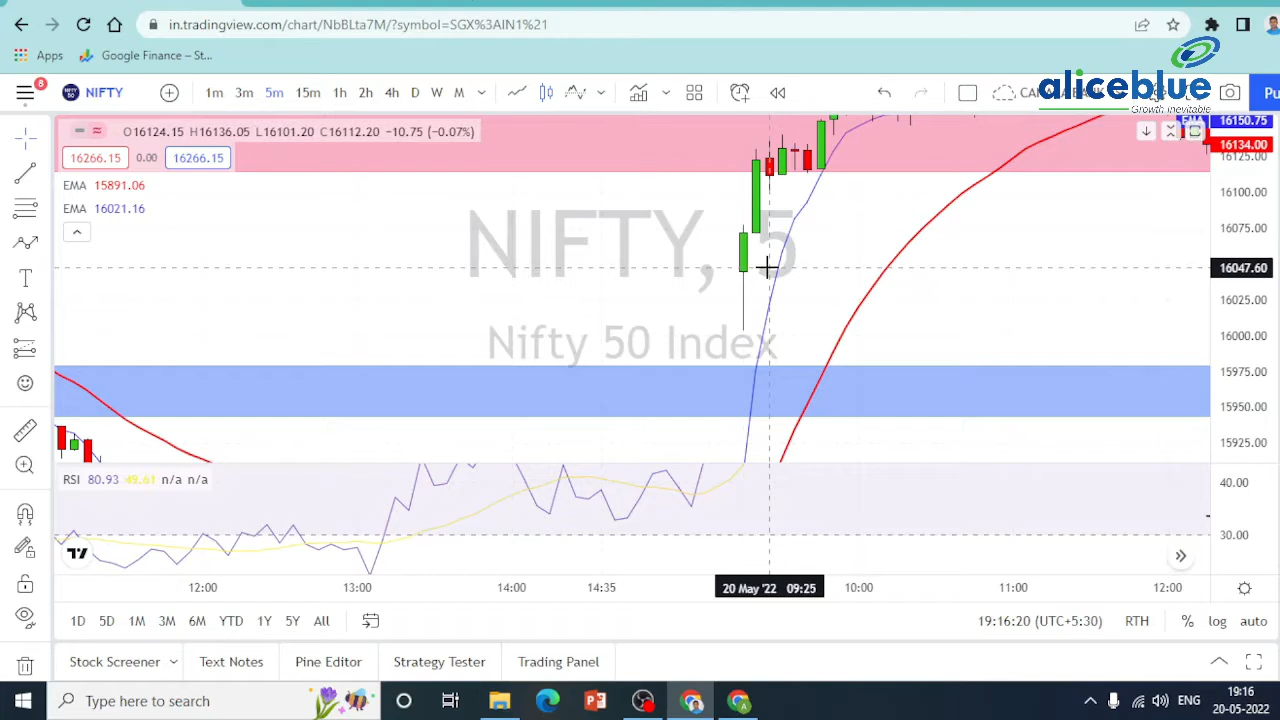 in.tradingview.com/chart/NbBLta7M/?symbol=SGX%3AIN1%21
Apps Google Finance – St...
aliceblue
Growth inevitable
8
NIFTY 1m 3m 5m 15m 1h 2h 4h D W M Pu
O16124.15 H16136.05 L16101.20 C16112.20 −10.75 (−0.07%)
EMA 16150.75
16134.00
16125.00
16266.15 0.00 16266.15
EMA 15891.06
16100.00
EMA 16021.16
16075.00
NIFTY, 5
16047.60
16025.00
Nifty 50 Index
16000.00
15975.00
15950.00
15925.00
RSI 80.93 49.61 n/a n/a
40.00
30.00
12:00 13:00 14:00 14:35 20 May '22 09:25 10:00 11:00 12:00
1D 5D 1M 3M 6M YTD 1Y 5Y All 19:16:20 (UTC+5:30) RTH % log auto
Stock Screener Text Notes Pine Editor Strategy Tester Trading Panel
Type here to search ENG 19:16
20-05-2022